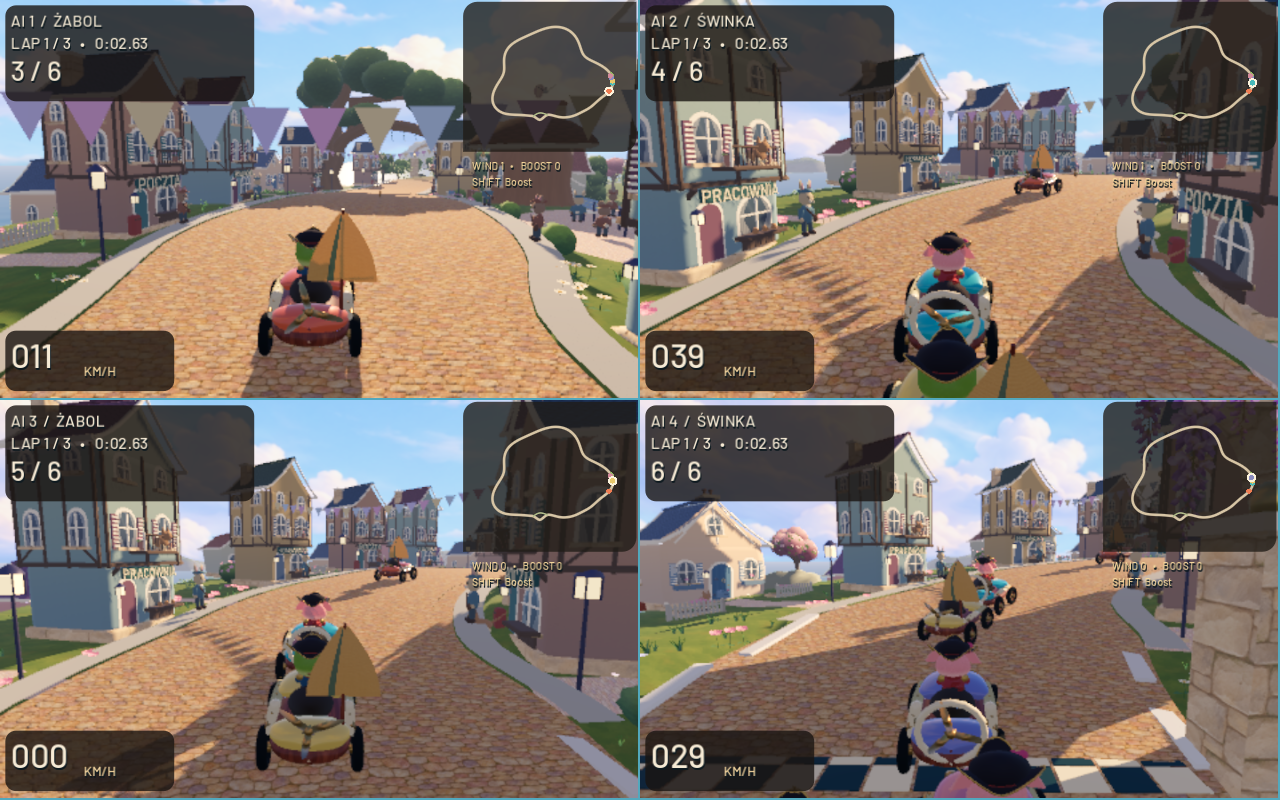 AI 1 / ŻABOL
LAP 1 / 3 • 0:02.63
3 / 6
WIND 1 • BOOST 0
SHIFT Boost
POCZTA
011 KM/H
AI 2 / ŚWINKA
LAP 1 / 3 • 0:02.63
4 / 6
WIND 1 • BOOST 0
SHIFT Boost
PRACOWNIA
POCZTA
039 KM/H
AI 3 / ŻABOL
LAP 1 / 3 • 0:02.63
5 / 6
WIND 0 • BOOST 0
SHIFT Boost
PRACOWNIA
000 KM/H
AI 4 / ŚWINKA
LAP 1 / 3 • 0:02.63
6 / 6
WIND 0 • BOOST 0
SHIFT Boost
PRACOWNIA
029 KM/H